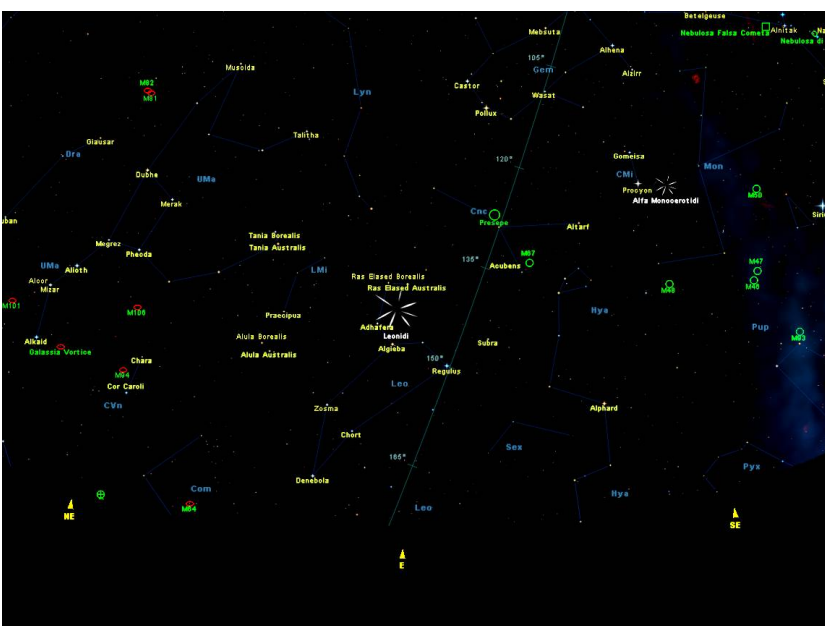 Betelgeuse
Mebsuta
Nebulosa Falsa Cometa
Alnitak
Na
Nebulosa di
Alhena
105°
Gem
Musoida
Alzirr
M82
M81
Castor
Wasat
Lyn
Pollux
Talitha
Giausar
Dra
Gomeisa
120°
Mon
Dubhe
UMa
CMi
Procyon
M50
Alfa Monocerotidi
Merak
uban
Cnc
Presepe
Siri
Altarf
Tania Borealis
Tania Australis
Megrez
Phecda
UMa
Alioth
LMi
135°
Acubens
M67
M47
M46
M48
Alcor
Mizar
Ras Elased Borealis
Ras Elased Australis
M101
M106
Praecipua
Hya
Adhafera
Leonidi
Pup
M93
Alkaid
Alula Borealis
Alula Australis
Algieba
Subra
Galassia Vortice
Chara
150°
Regulus
M94
Cor Caroli
Leo
CVn
Zosma
Alphard
Chort
Sex
165°
Pyx
Denebola
Com
Hya
M64
Leo
NE
SE
E